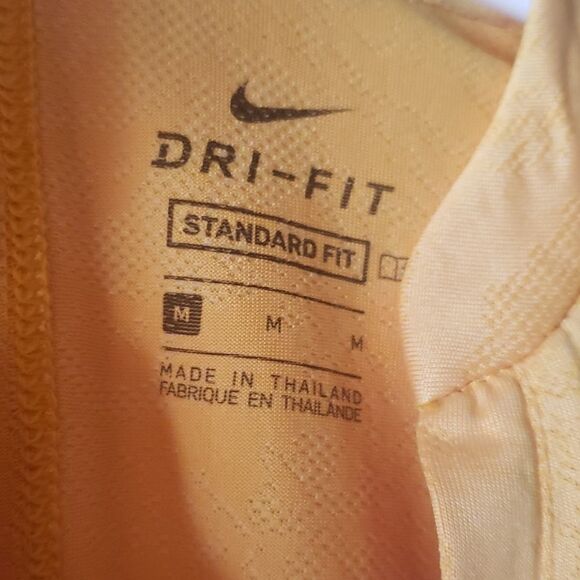 DRI-FIT
STANDARD FIT
M M M
MADE IN THAILAND
FABRIQUE EN THAILANDE